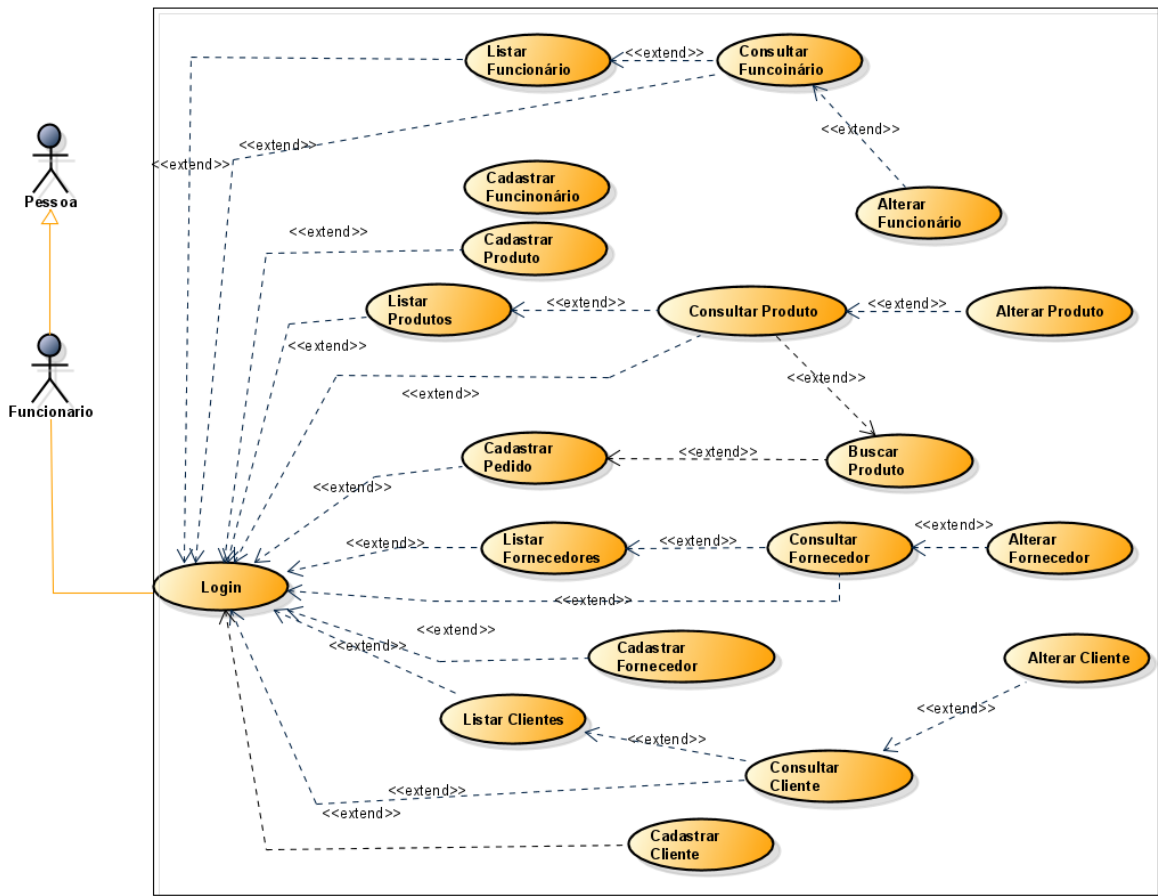 Listar
Funcionário
<<extend>>
Consultar
Funcoinário
<<extend>>
<<extend>>
<<extend>>
Pessoa
Cadastrar
Funcinonário
Alterar
Funcionário
<<extend>>
Cadastrar
Produto
Listar
Produtos
<<extend>>
Consultar Produto
<<extend>>
Alterar Produto
<<extend>>
<<extend>>
<<extend>>
Funcionario
Cadastrar
Pedido
<<extend>>
Buscar
Produto
<<extend>>
Listar
Fornecedores
<<extend>>
<<extend>>
Consultar
Fornecedor
<<extend>>
Alterar
Fornecedor
Login
<<extend>>
<<extend>>
<<extend>>
Cadastrar
Fornecedor
Alterar Cliente
Listar Clientes
<<extend>>
<<extend>>
Consultar
Cliente
<<extend>>
<<extend>>
Cadastrar
Cliente